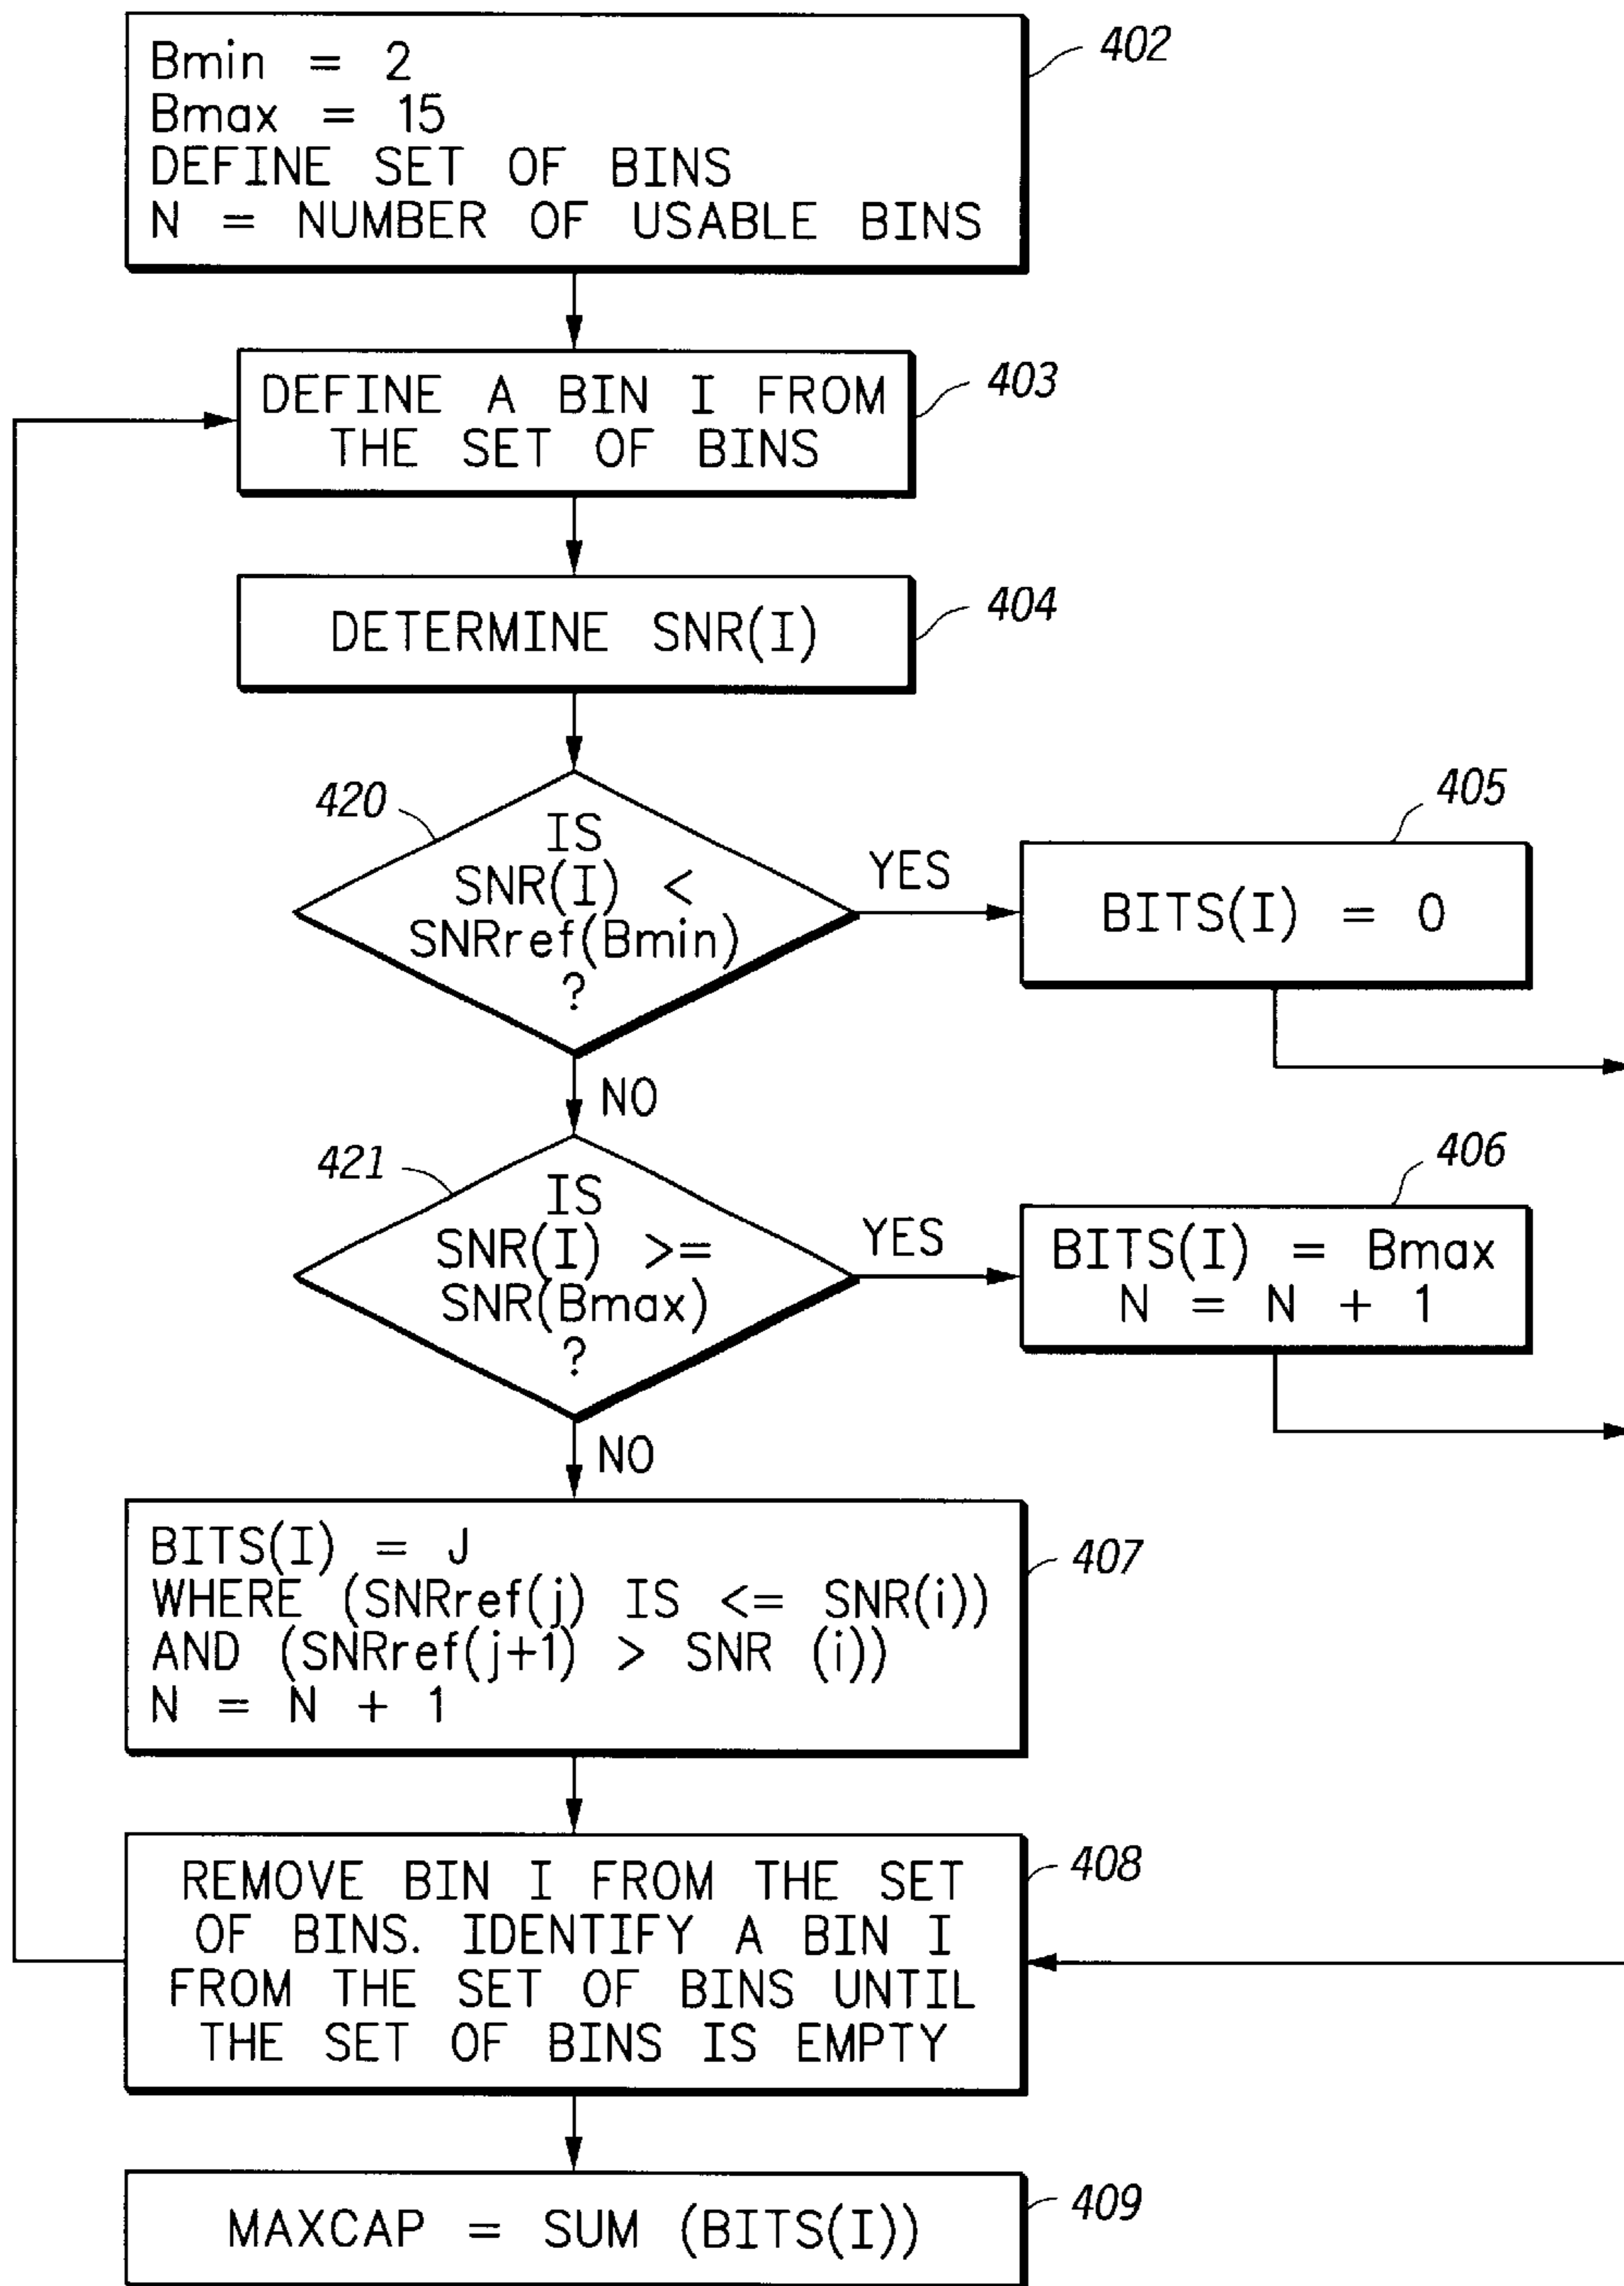 Bmin = 2
Bmax = 15
DEFINE SET OF BINS
N = NUMBER OF USABLE BINS
402
DEFINE A BIN I FROM
THE SET OF BINS
403
DETERMINE SNR(I)
404
420
IS
SNR(I) <
SNRref(Bmin)
?
YES
405
BITS(I) = 0
NO
421
IS
SNR(I) >=
SNR(Bmax)
?
YES
406
BITS(I) = Bmax
N = N + 1
NO
BITS(I) = J
WHERE (SNRref(j) IS <= SNR(i))
AND (SNRref(j+1) > SNR (i))
N = N + 1
407
REMOVE BIN I FROM THE SET
OF BINS. IDENTIFY A BIN I
FROM THE SET OF BINS UNTIL
THE SET OF BINS IS EMPTY
408
MAXCAP = SUM (BITS(I))
409